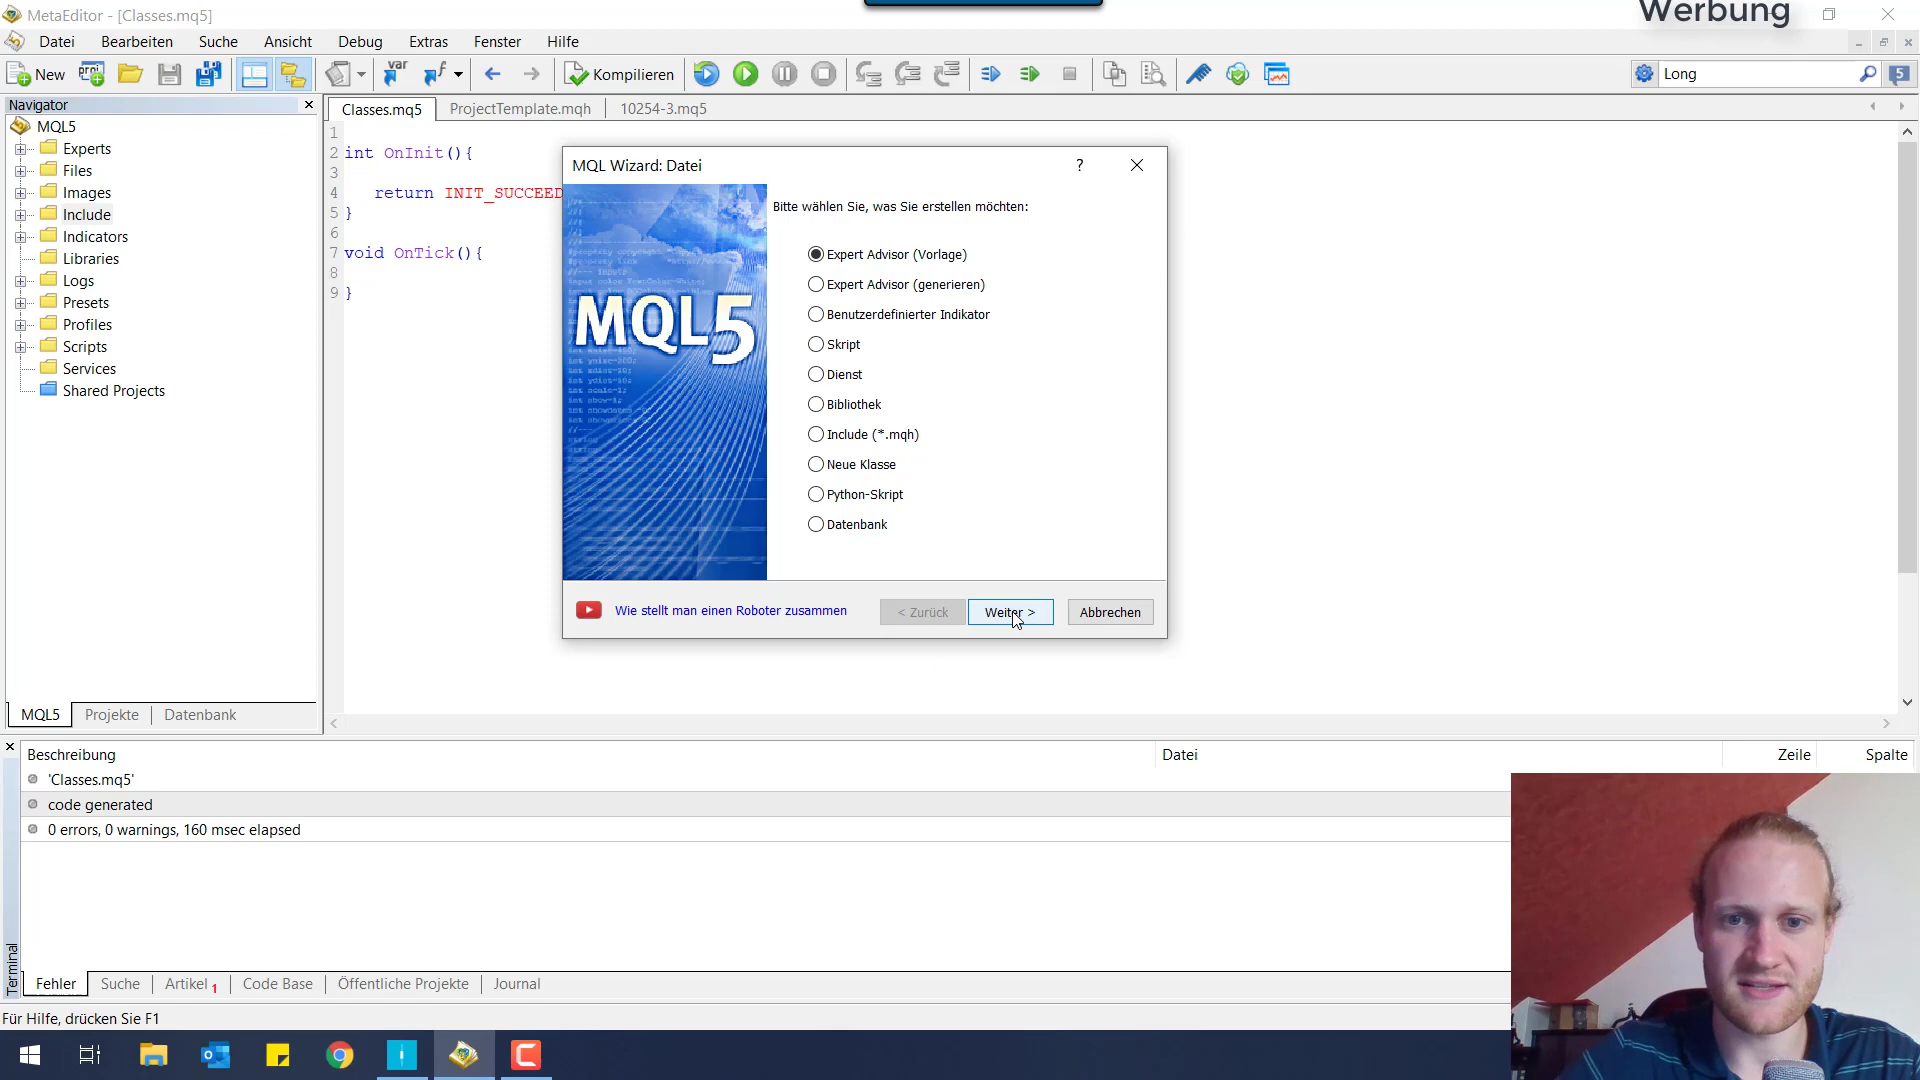 MetaEditor - [Classes.mq5]
Werbung
Datei Bearbeiten Suche Ansicht Debug Extras Fenster Hilfe
New Kompilieren Long 5
Navigator
Classes.mq5 ProjectTemplate.mqh 10254-3.mq5
MQL5
Experts
Files
Images
Include
Indicators
Libraries
Logs
Presets
Profiles
Scripts
Services
Shared Projects
MQL5 Projekte Datenbank
1
2 int OnInit(){
3
4 return INIT_SUCCEED
5 }
6
7 void OnTick(){
8
9 }
MQL Wizard: Datei ?
MQL5
Bitte wählen Sie, was Sie erstellen möchten:
Expert Advisor (Vorlage)
Expert Advisor (generieren)
Benutzerdefinierter Indikator
Skript
Dienst
Bibliothek
Include (*.mqh)
Neue Klasse
Python-Skript
Datenbank
Wie stellt man einen Roboter zusammen < Zurück Weiter > Abbrechen
Beschreibung Datei Zeile Spalte
'Classes.mq5'
code generated
0 errors, 0 warnings, 160 msec elapsed
Terminal
Fehler Suche Artikel 1 Code Base Öffentliche Projekte Journal
Für Hilfe, drücken Sie F1